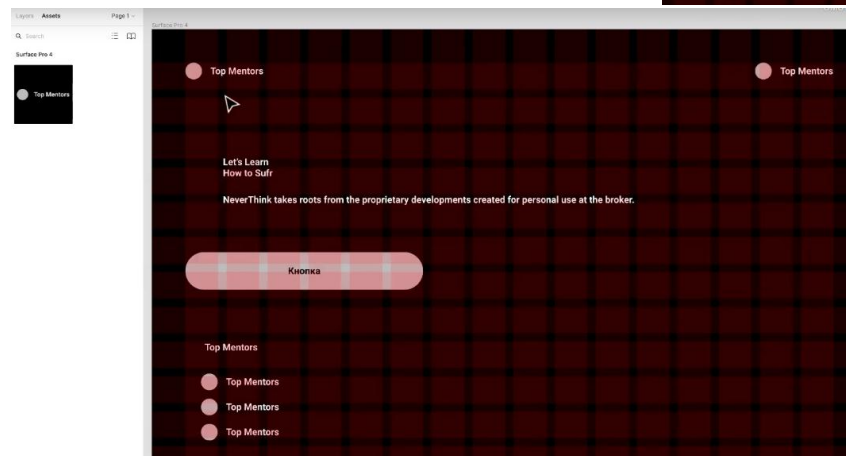 Layers Assets Page 1
Search
Surface Pro 4
Top Mentors
Surface Pro 4
Top Mentors
Top Mentors
Let's Learn
How to Sufr
NeverThink takes roots from the proprietary developments created for personal use at the broker.
Кнопка
Top Mentors
Top Mentors
Top Mentors
Top Mentors